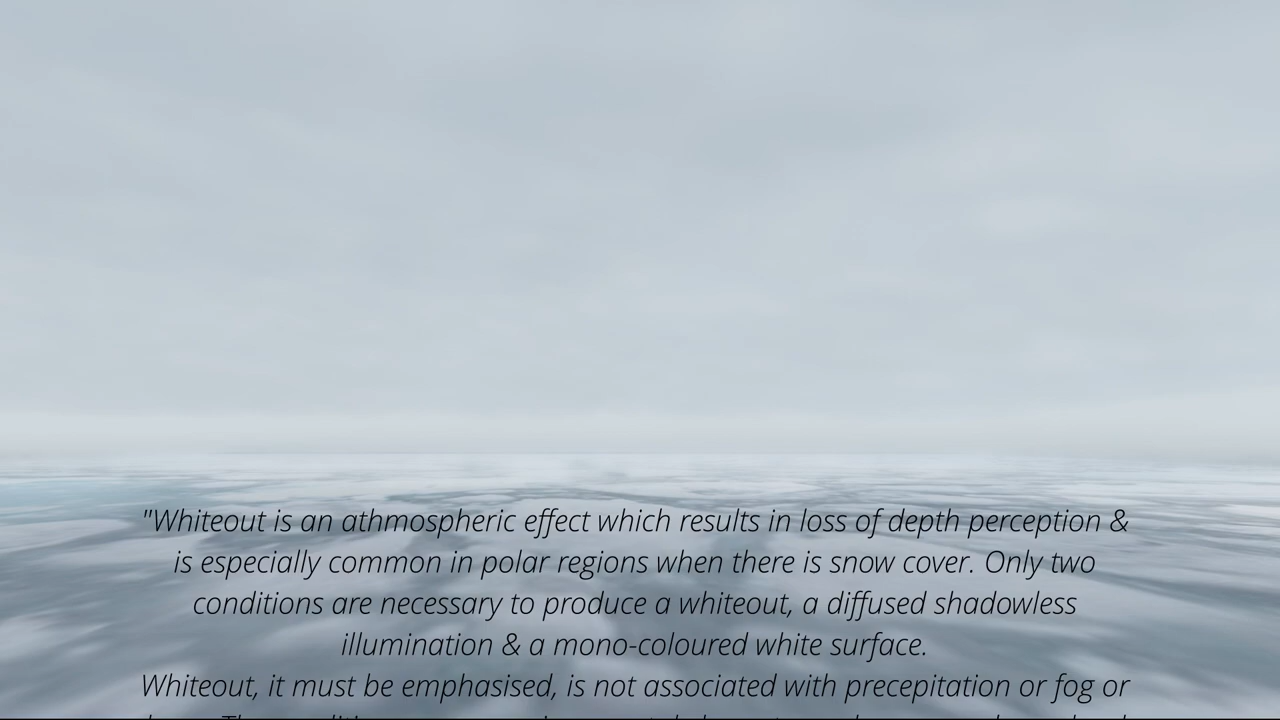 "Whiteout is an athmospheric effect which results in loss of depth perception &
is especially common in polar regions when there is snow cover. Only two
conditions are necessary to produce a whiteout, a diffused shadowless
illumination & a mono-coloured white surface.
Whiteout, it must be emphasised, is not associated with precepitation or fog or